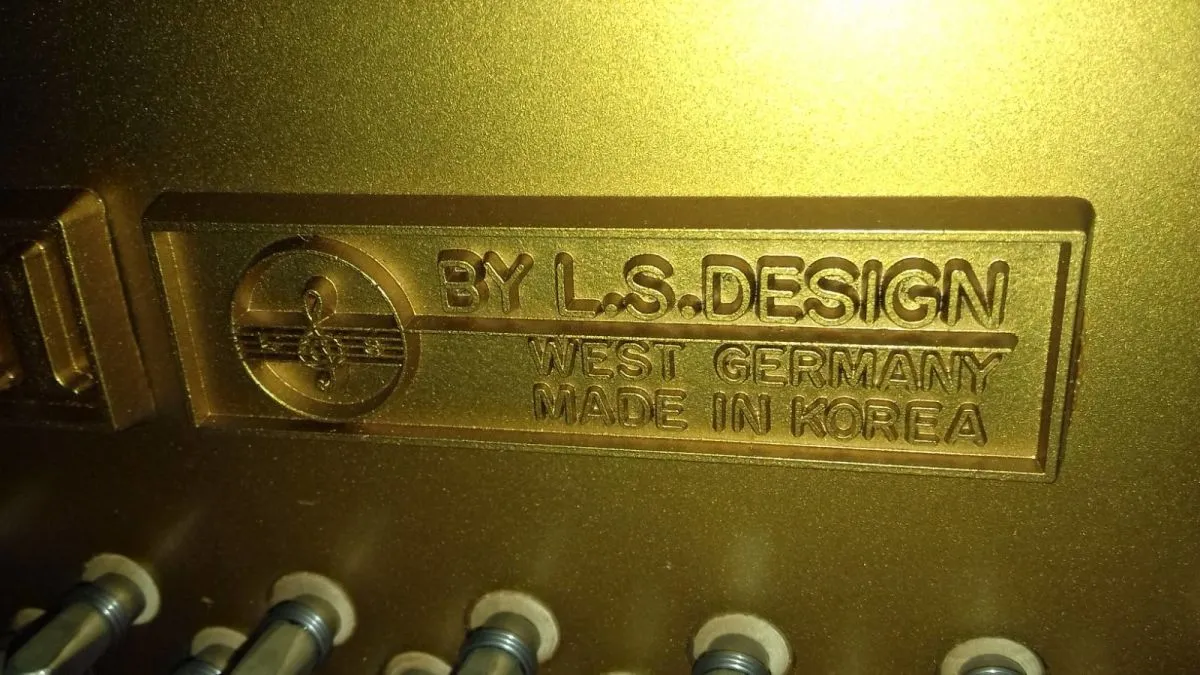 BY L.S.DESIGN
WEST GERMANY
MADE IN KOREA